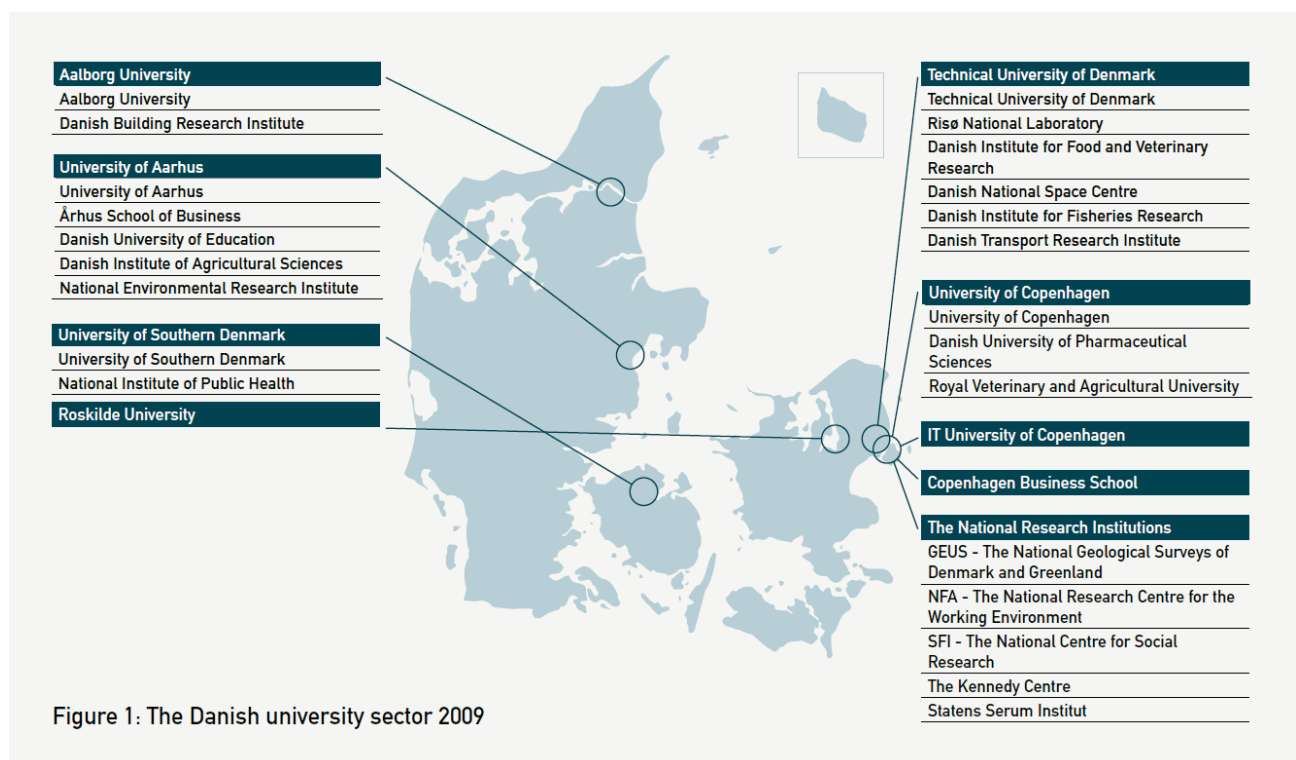 Aalborg University
Aalborg University
Danish Building Research Institute
University of Aarhus
University of Aarhus
Århus School of Business
Danish University of Education
Danish Institute of Agricultural Sciences
National Environmental Research Institute
University of Southern Denmark
University of Southern Denmark
National Institute of Public Health
Roskilde University
Technical University of Denmark
Technical University of Denmark
Risø National Laboratory
Danish Institute for Food and Veterinary
Research
Danish National Space Centre
Danish Institute for Fisheries Research
Danish Transport Research Institute
University of Copenhagen
University of Copenhagen
Danish University of Pharmaceutical
Sciences
Royal Veterinary and Agricultural University
IT University of Copenhagen
Copenhagen Business School
The National Research Institutions
GEUS - The National Geological Surveys of
Denmark and Greenland
NFA - The National Research Centre for the
Working Environment
SFI - The National Centre for Social
Research
The Kennedy Centre
Statens Serum Institut
Figure 1: The Danish university sector 2009